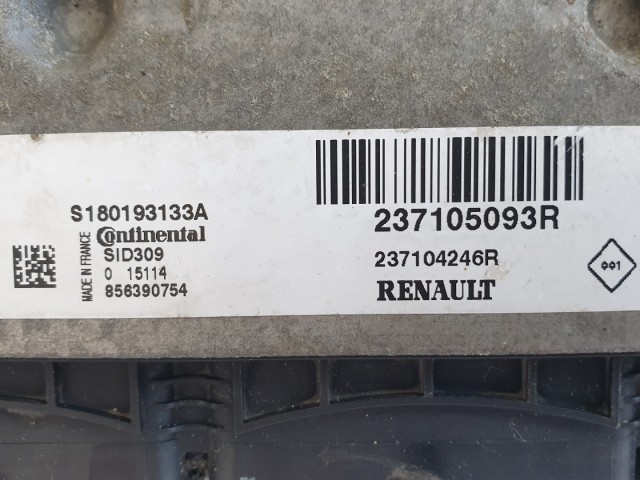 S180193133A
MADE IN FRANCE
Continental
SID309
0 15114
856390754
237105093R
237104246R
RENAULT
001